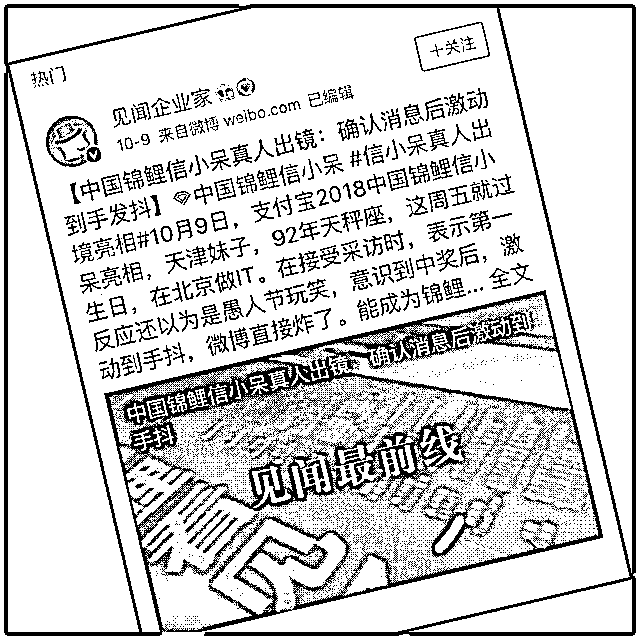 热门
+关注
见闻企业家
10-9 来自微博 weibo.com 已编辑
【中国锦鲤信小呆真人出镜：确认消息后激动
到手发抖】中国锦鲤信小呆 #信小呆真人出
境亮相#10月9日，支付宝2018中国锦鲤信小
呆亮相，天津妹子，92年天秤座，这周五就过
生日，在北京做IT。在接受采访时，表示第一
反应还以为是愚人节玩笑，意识到中奖后，激
动到手抖，微博直接炸了。能成为锦鲤... 全文
中国锦鲤信小呆真人出镜：确认消息后激动到
手抖
见闻最前线